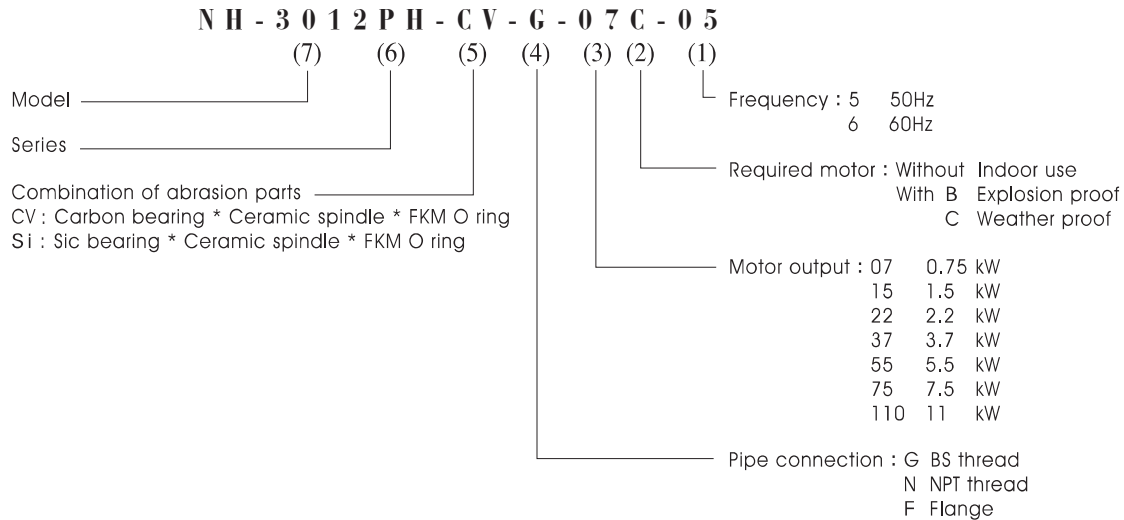 NH-3012PH-CV-G-07C-05
(7) (6) (5) (4) (3) (2) (1)
Model
Series
Combination of abrasion parts
CV : Carbon bearing * Ceramic spindle * FKM O ring
Si : Sic bearing * Ceramic spindle * FKM O ring
Frequency : 5 50Hz
6 60Hz
Required motor : Without Indoor use
With B Explosion proof
C Weather proof
Motor output : 07 0.75 kW
15 1.5 kW
22 2.2 kW
37 3.7 kW
55 5.5 kW
75 7.5 kW
110 11 kW
Pipe connection : G BS thread
N NPT thread
F Flange